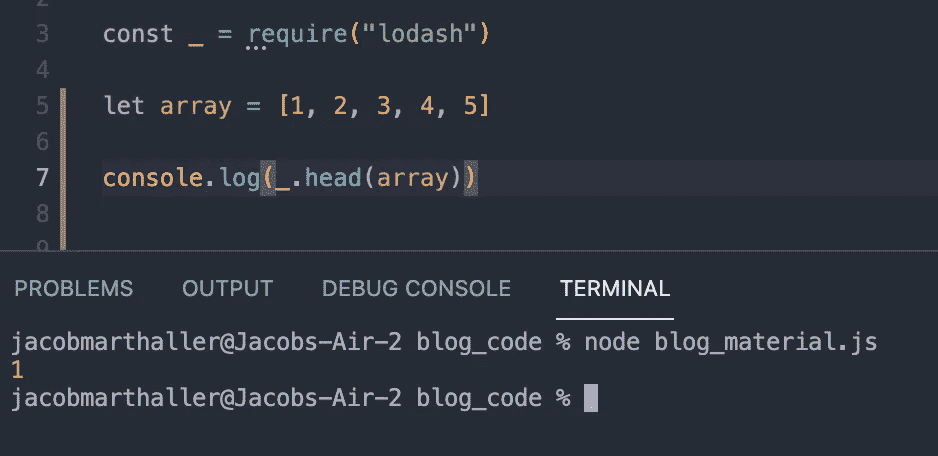 2
3 const _ = require("lodash")
4
5 let array = [1, 2, 3, 4, 5]
6
7 console.log(_.head(array))
8
9
PROBLEMS OUTPUT DEBUG CONSOLE TERMINAL
jacobmarthaller@Jacobs-Air-2 blog_code % node blog_material.js
1
jacobmarthaller@Jacobs-Air-2 blog_code %